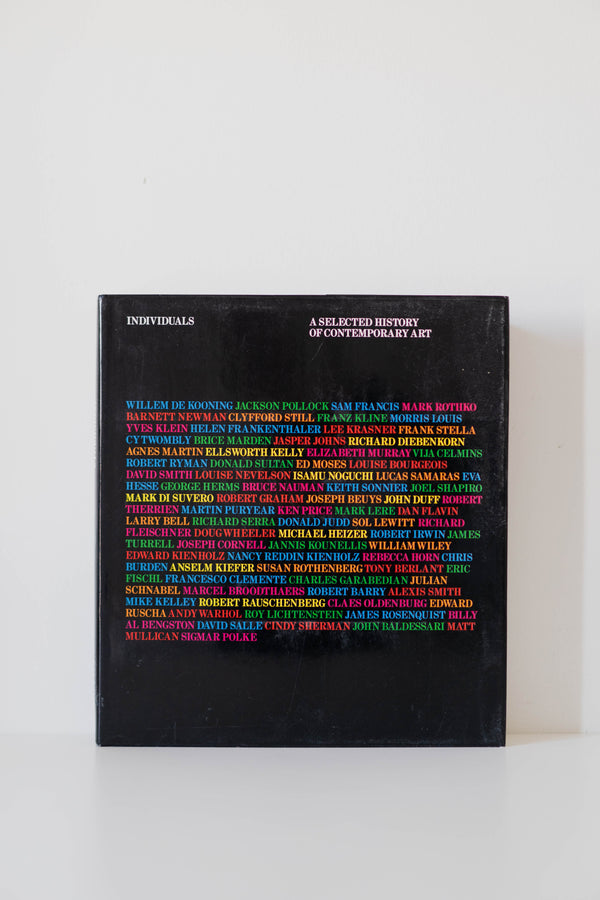 INDIVIDUALS
A SELECTED HISTORY
OF CONTEMPORARY ART
WILLEM DE KOONING JACKSON POLLOCK SAM FRANCIS MARK ROTHKO
BARNETT NEWMAN CLYFFORD STILL FRANZ KLINE MORRIS LOUIS
YVES KLEIN HELEN FRANKENTHALER LEE KRASNER FRANK STELLA
CY TWOMBLY BRICE MARDEN JASPER JOHNS RICHARD DIEBENKORN
AGNES MARTIN ELLSWORTH KELLY ELIZABETH MURRAY VIJA CELMINS
ROBERT RYMAN DONALD SULTAN ED MOSES LOUISE BOURGEOIS
DAVID SMITH LOUISE NEVELSON ISAMU NOGUCHI LUCAS SAMARAS EVA
HESSE GEORGE HERMS BRUCE NAUMAN KEITH SONNIER JOEL SHAPIRO
MARK DI SUVERO ROBERT GRAHAM JOSEPH BEUYS JOHN DUFF ROBERT
THERRIEN MARTIN PURYEAR KEN PRICE MARK LERE DAN FLAVIN
LARRY BELL RICHARD SERRA DONALD JUDD SOL LEWITT RICHARD
FLEISCHNER DOUG WHEELER MICHAEL HEIZER ROBERT IRWIN JAMES
TURRELL JOSEPH CORNELL JANNIS KOUNELLIS WILLIAM WILEY
EDWARD KIENHOLZ NANCY REDDIN KIENHOLZ REBECCA HORN CHRIS
BURDEN ANSELM KIEFER SUSAN ROTHENBERG TONY BERLANT ERIC
FISCHL FRANCESCO CLEMENTE CHARLES GARABEDIAN JULIAN
SCHNABEL MARCEL BROODTHAERS ROBERT BARRY ALEXIS SMITH
MIKE KELLEY ROBERT RAUSCHENBERG CLAES OLDENBURG EDWARD
RUSCHA ANDY WARHOL ROY LICHTENSTEIN JAMES ROSENQUIST BILLY
AL BENGSTON DAVID SALLE CINDY SHERMAN JOHN BALDESSARI MATT
MULLICAN SIGMAR POLKE